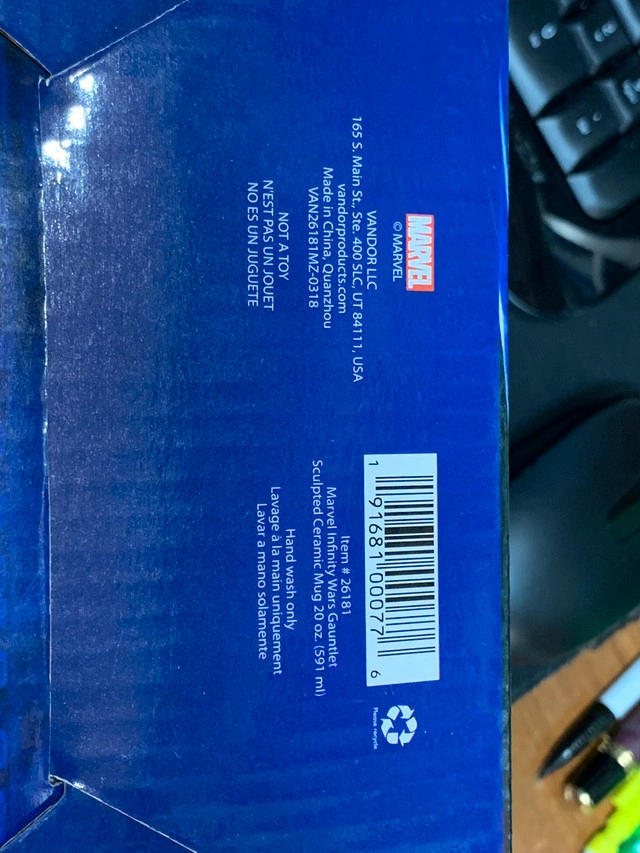 MARVEL
© MARVEL
VANDOR LLC
165 S. Main St., Ste. 400 SLC, UT 84111, USA
vandorproducts.com
Made in China, Quanzhou
VAN26181MZ-0318
NOT A TOY
N'EST PAS UN JOUET
NO ES UN JUGUETE
1 91681 00077 6
Item # 26181
Marvel Infinity Wars Gauntlet
Sculpted Ceramic Mug 20 oz. (591 ml)
Hand wash only
Lavage à la main uniquement
Lavar a mano solamente
Please recycle